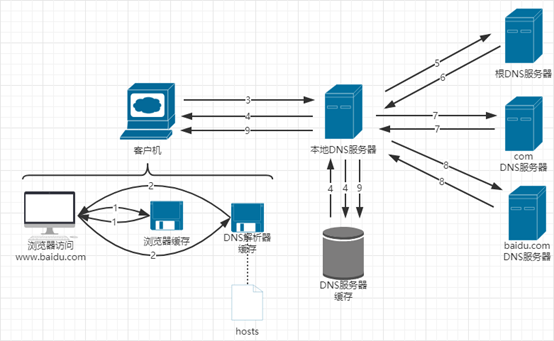 5
6
根DNS服务器
3
4
9
客户机
本地DNS服务器
7
7
com
DNS服务器
8
8
baidu.com
DNS服务器
2
1
1
2
浏览器访问
www.baidu.com
浏览器缓存
DNS解析器
缓存
4
4
9
DNS服务器
缓存
hosts